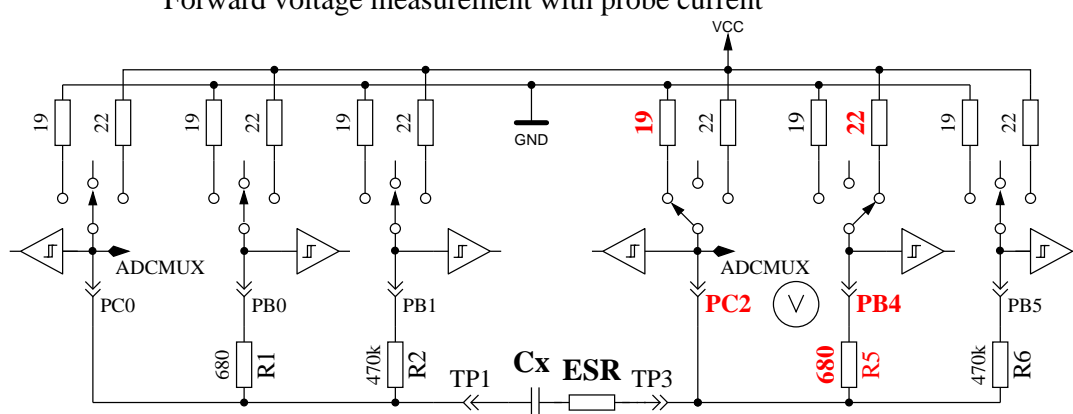 Forward voltage measurement with probe current
VCC
19
22
19
22
19
22
GND
19
22
19
22
19
22
ADCMUX
ADCMUX
PC0
PB0
PB1
PC2
V
PB4
PB5
680
R1
470k
R2
TP1
Cx
ESR
TP3
680
R5
470k
R6